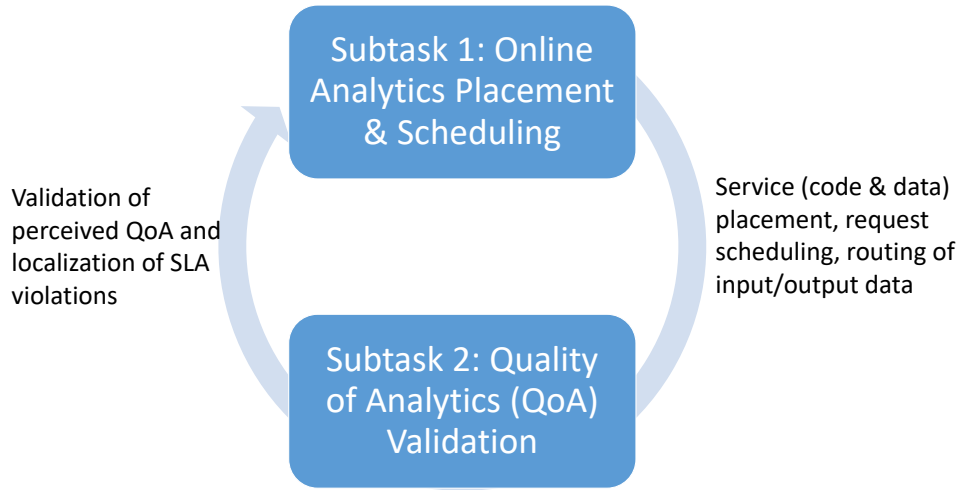 Subtask 1: Online
Analytics Placement
& Scheduling
Validation of
perceived QoA and
localization of SLA
violations
Service (code & data)
placement, request
scheduling, routing of
input/output data
Subtask 2: Quality
of Analytics (QoA)
Validation